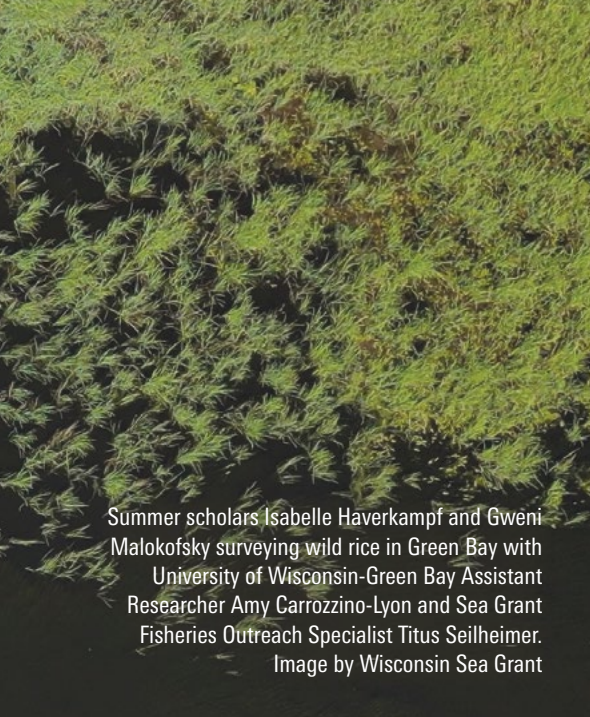 Summer scholars Isabelle Haverkampf and Gweni
Malokofsky surveying wild rice in Green Bay with
University of Wisconsin-Green Bay Assistant
Researcher Amy Carrozzino-Lyon and Sea Grant
Fisheries Outreach Specialist Titus Seilheimer.
Image by Wisconsin Sea Grant